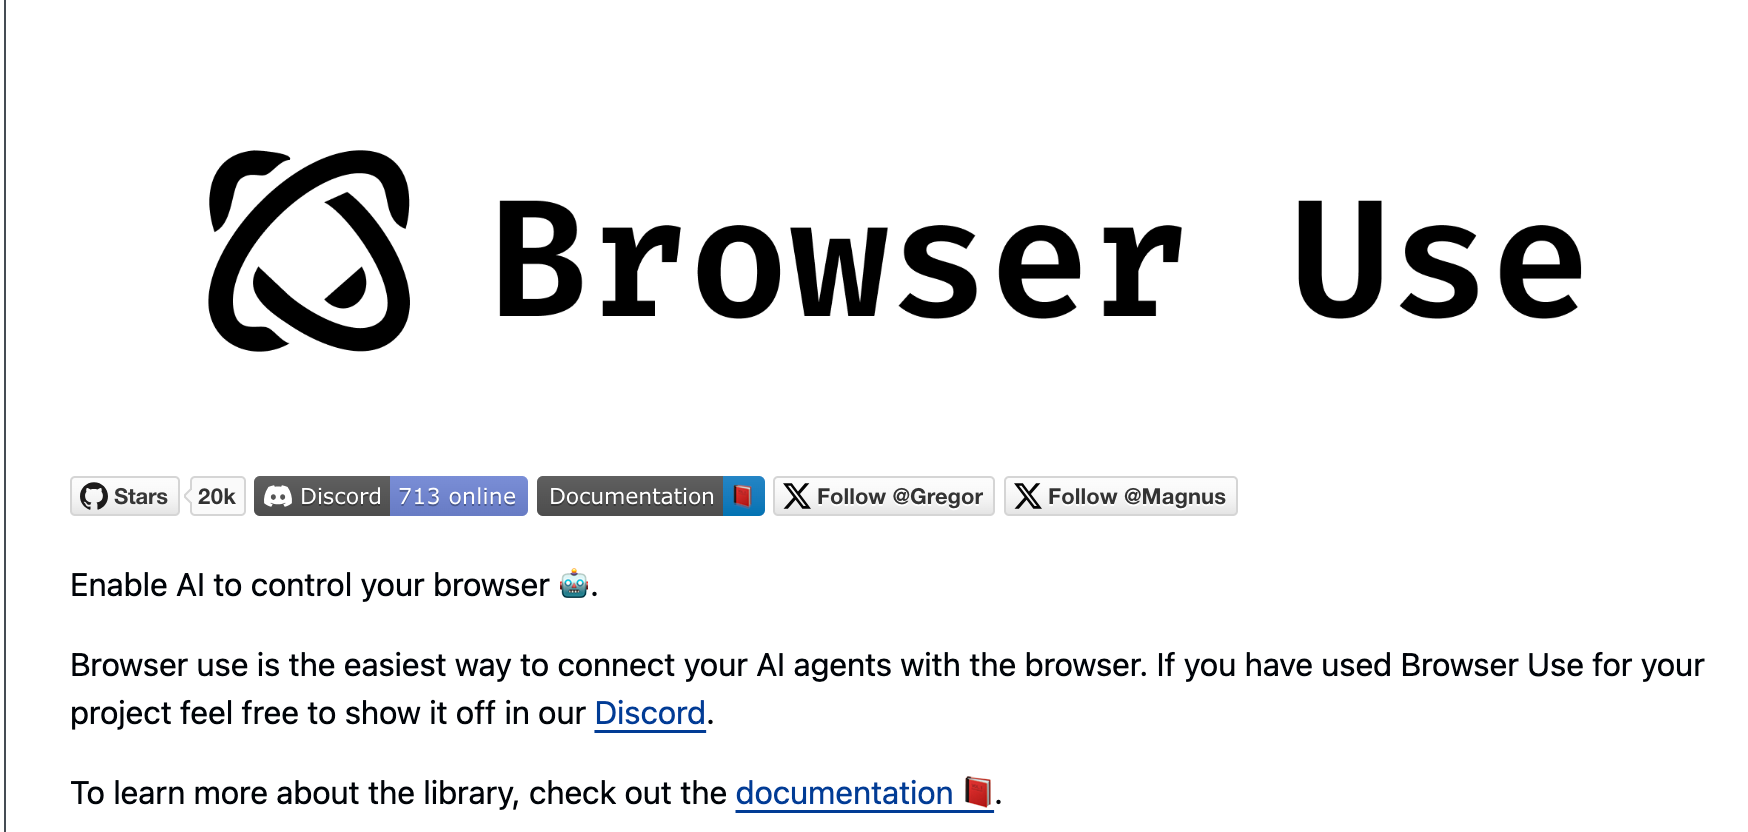 Browser Use
Stars 20k Discord 713 online Documentation 📕 Follow @Gregor Follow @Magnus
Enable AI to control your browser 🤖.
Browser use is the easiest way to connect your AI agents with the browser. If you have used Browser Use for your
project feel free to show it off in our Discord.
To learn more about the library, check out the documentation 📕.